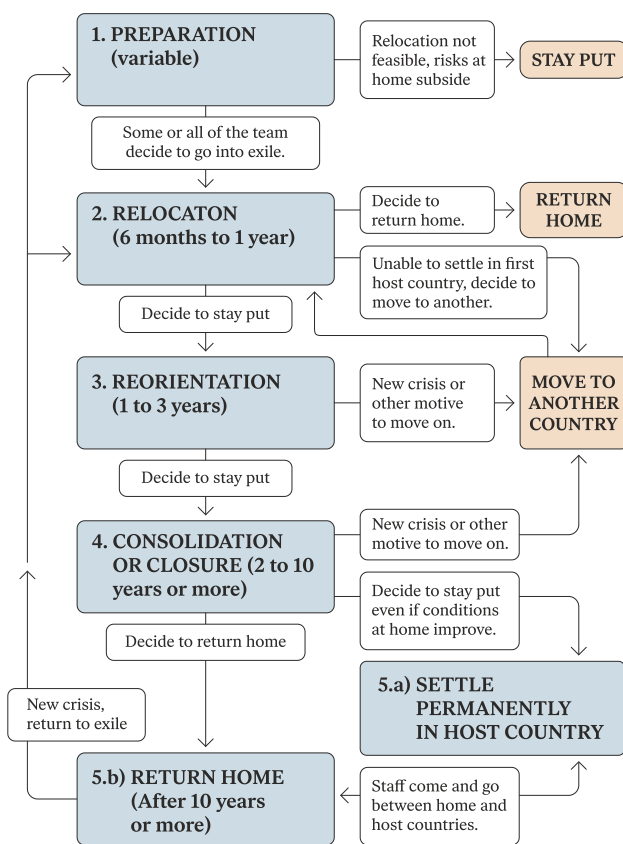 1. PREPARATION
(variable)
Relocation not
feasible, risks at
home subside
STAY PUT
Some or all of the team
decide to go into exile.
2. RELOCATON
(6 months to 1 year)
Decide to
return home.
RETURN
HOME
Unable to settle in first
host country, decide to
move to another.
Decide to stay put
3. REORIENTATION
(1 to 3 years)
New crisis or
other motive
to move on.
MOVE TO
ANOTHER
COUNTRY
Decide to stay put
4. CONSOLIDATION
OR CLOSURE (2 to 10
years or more)
New crisis or other
motive to move on.
Decide to stay put
even if conditions
at home improve.
Decide to return home
5.a) SETTLE
PERMANENTLY
IN HOST COUNTRY
New crisis,
return to exile
5.b) RETURN HOME
(After 10 years
or more)
Staff come and go
between home and
host countries.